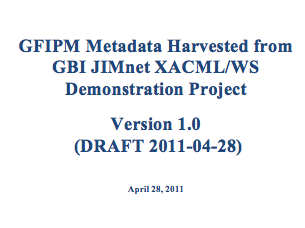 GFIPM Metadata Harvested from
GBI JIMnet XACML/WS
Demonstration Project
Version 1.0
(DRAFT 2011-04-28)
April 28, 2011